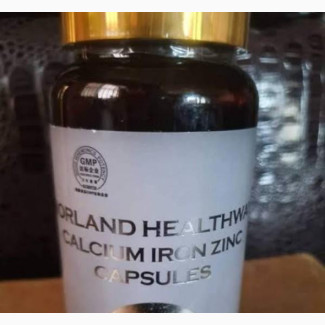 GMP
ORLAND HEALTHWA
CALCIUM IRON ZINC
CAPSULES